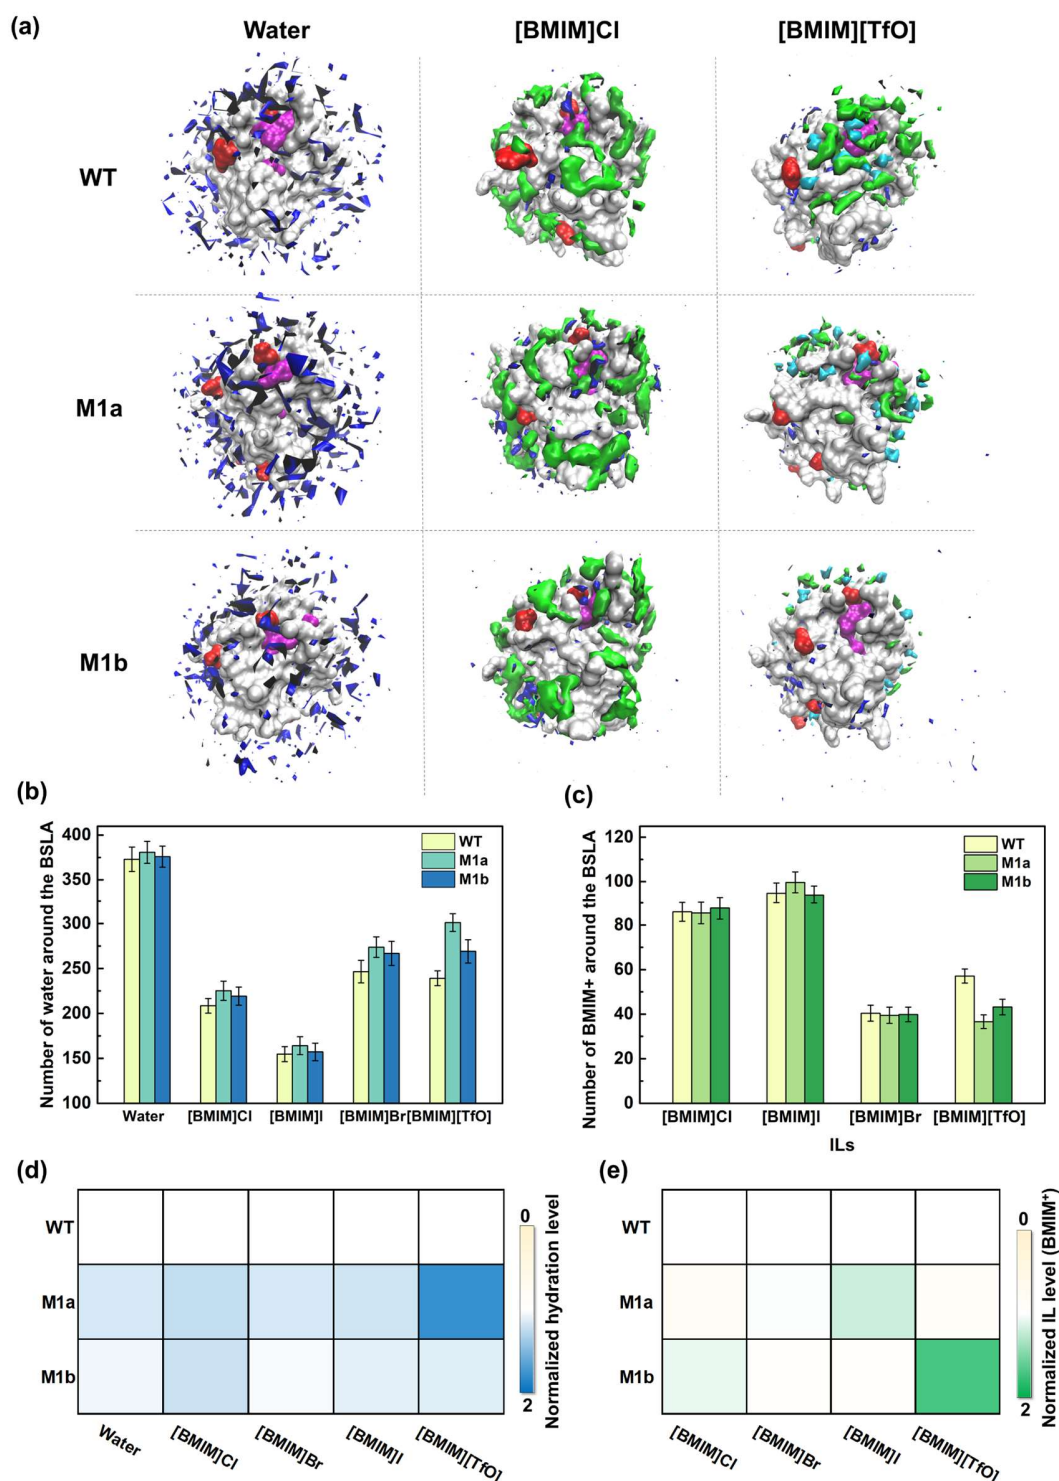 (a)
Water [BMIM]Cl [BMIM][TfO]
WT
M1a
M1b
(b)
Number of water around the BSLA
400
350
300
250
200
150
100
WT
M1a
M1b
Water [BMIM]Cl [BMIM]I [BMIM]Br [BMIM][TfO]
(c)
Number of BMIM+ around the BSLA
120
100
80
60
40
20
0
WT
M1a
M1b
[BMIM]Cl [BMIM]I [BMIM]Br [BMIM][TfO]
ILs
(d)
WT
M1a
M1b
Water [BMIM]Cl [BMIM]Br [BMIM]I [BMIM][TfO]
0
2
Normalized hydration level
(e)
WT
M1a
M1b
[BMIM]Cl [BMIM]Br [BMIM]I [BMIM][TfO]
0
2
Normalized IL level (BMIM⁺)